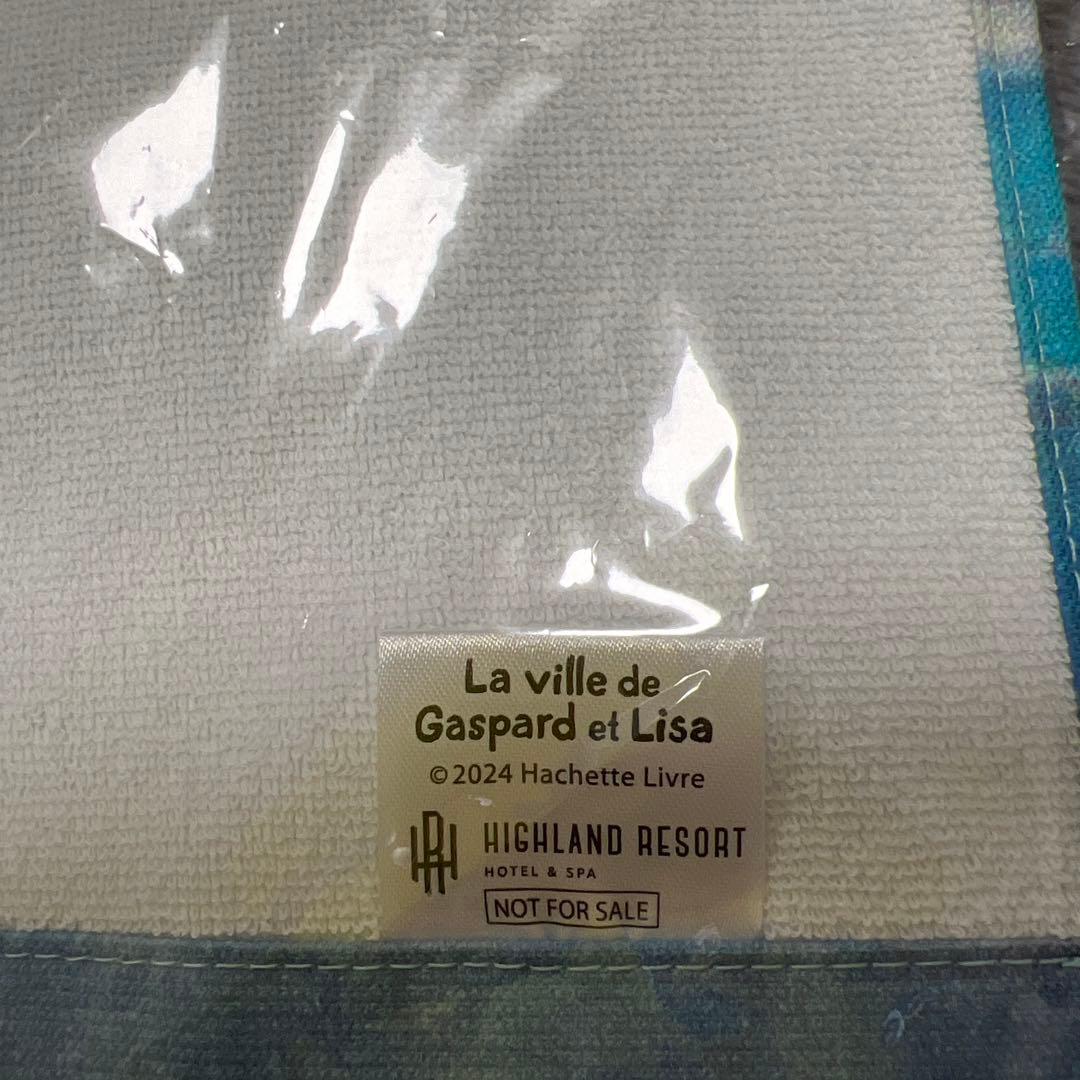 La ville de
Gaspard et Lisa
©2024 Hachette Livre
HIGHLAND RESORT
HOTEL & SPA
NOT FOR SALE